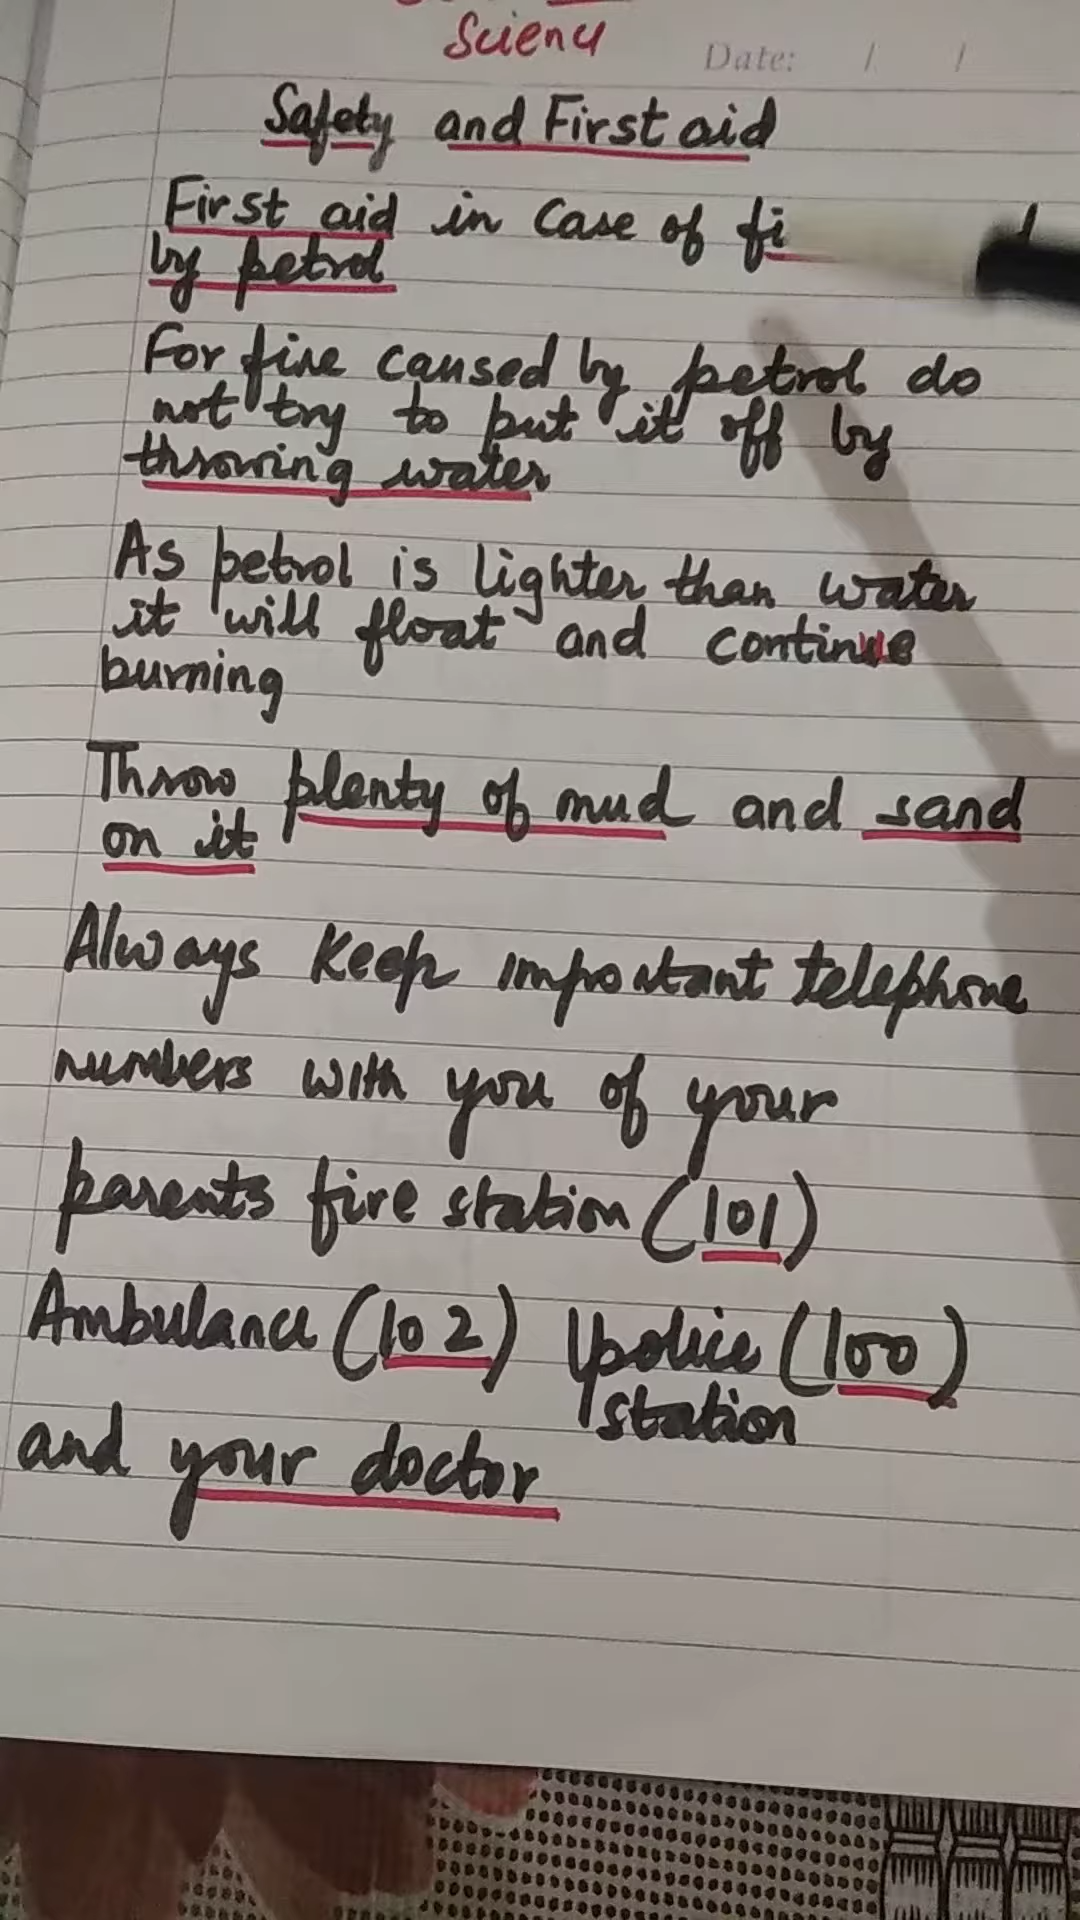 Science
Date: / /
Safety and First aid
First aid in case of
by petrol
For fire caused by petrol do
not try to put it off by
throwing water
As petrol is lighter than water
it will float and continue
burning
Throw plenty of mud and sand
on it
Always keep important telephone
numbers with you of your
parents fire station (101)
Ambulance (102) police (100)
station
and your doctor